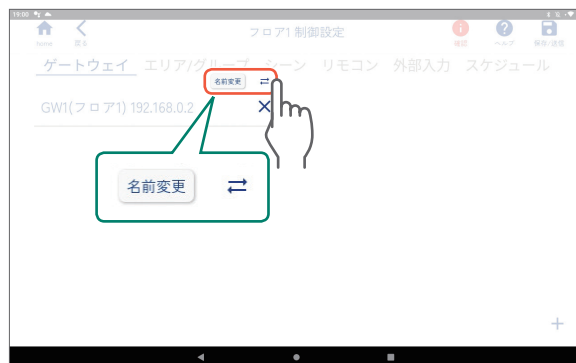 19:00
フロア1 制御設定
home
戻る
確認
ヘルプ
保存/送信
ゲートウェイ エリア/グループ シーン リモコン 外部入力 スケジュール
名前変更
GW1(フロア1) 192.168.0.2
名前変更